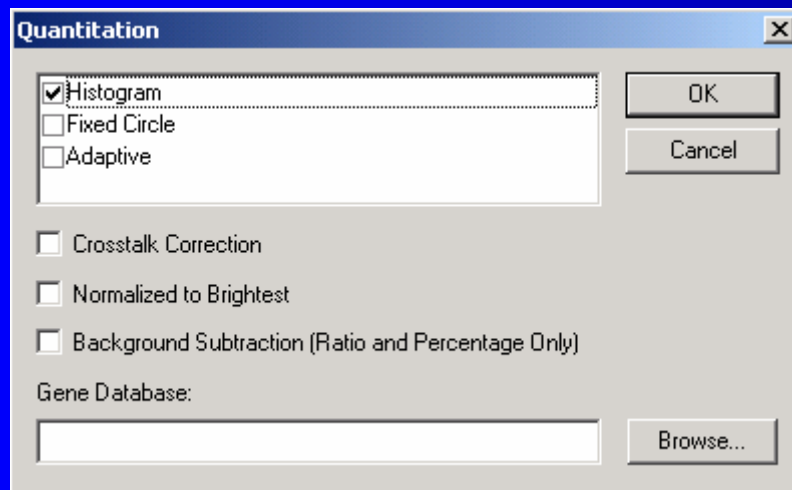 Quantitation
Histogram
Fixed Circle
Adaptive
OK
Cancel
Crosstalk Correction
Normalized to Brightest
Background Subtraction (Ratio and Percentage Only)
Gene Database:
Browse...